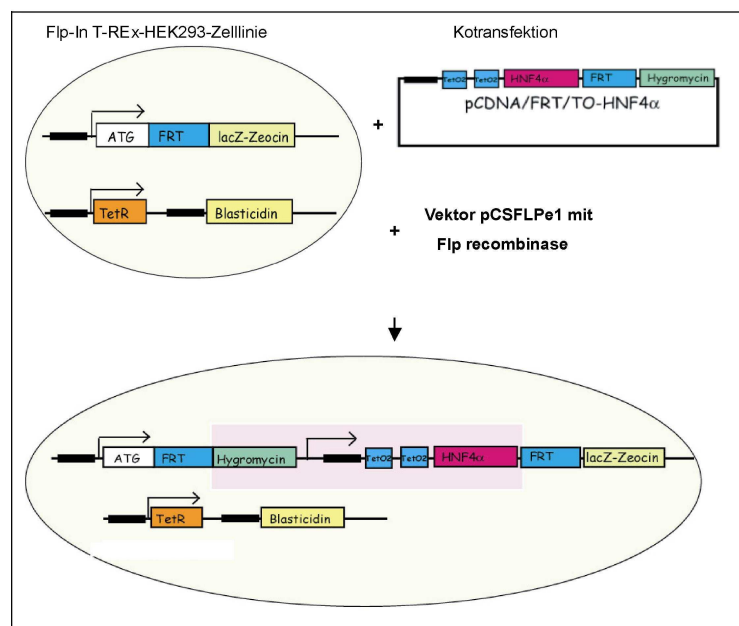 Flp-In T-REx-HEK293-Zelllinie
Kotransfektion
TetO2 TetO2 HNF4α FRT Hygromycin
pCDNA/FRT/TO-HNF4α
ATG FRT lacZ-Zeocin
+
TetR Blasticidin
+ Vektor pCSFLPe1 mit
Flp recombinase
ATG FRT Hygromycin TetO2 TetO2 HNF4α FRT lacZ-Zeocin
TetR Blasticidin